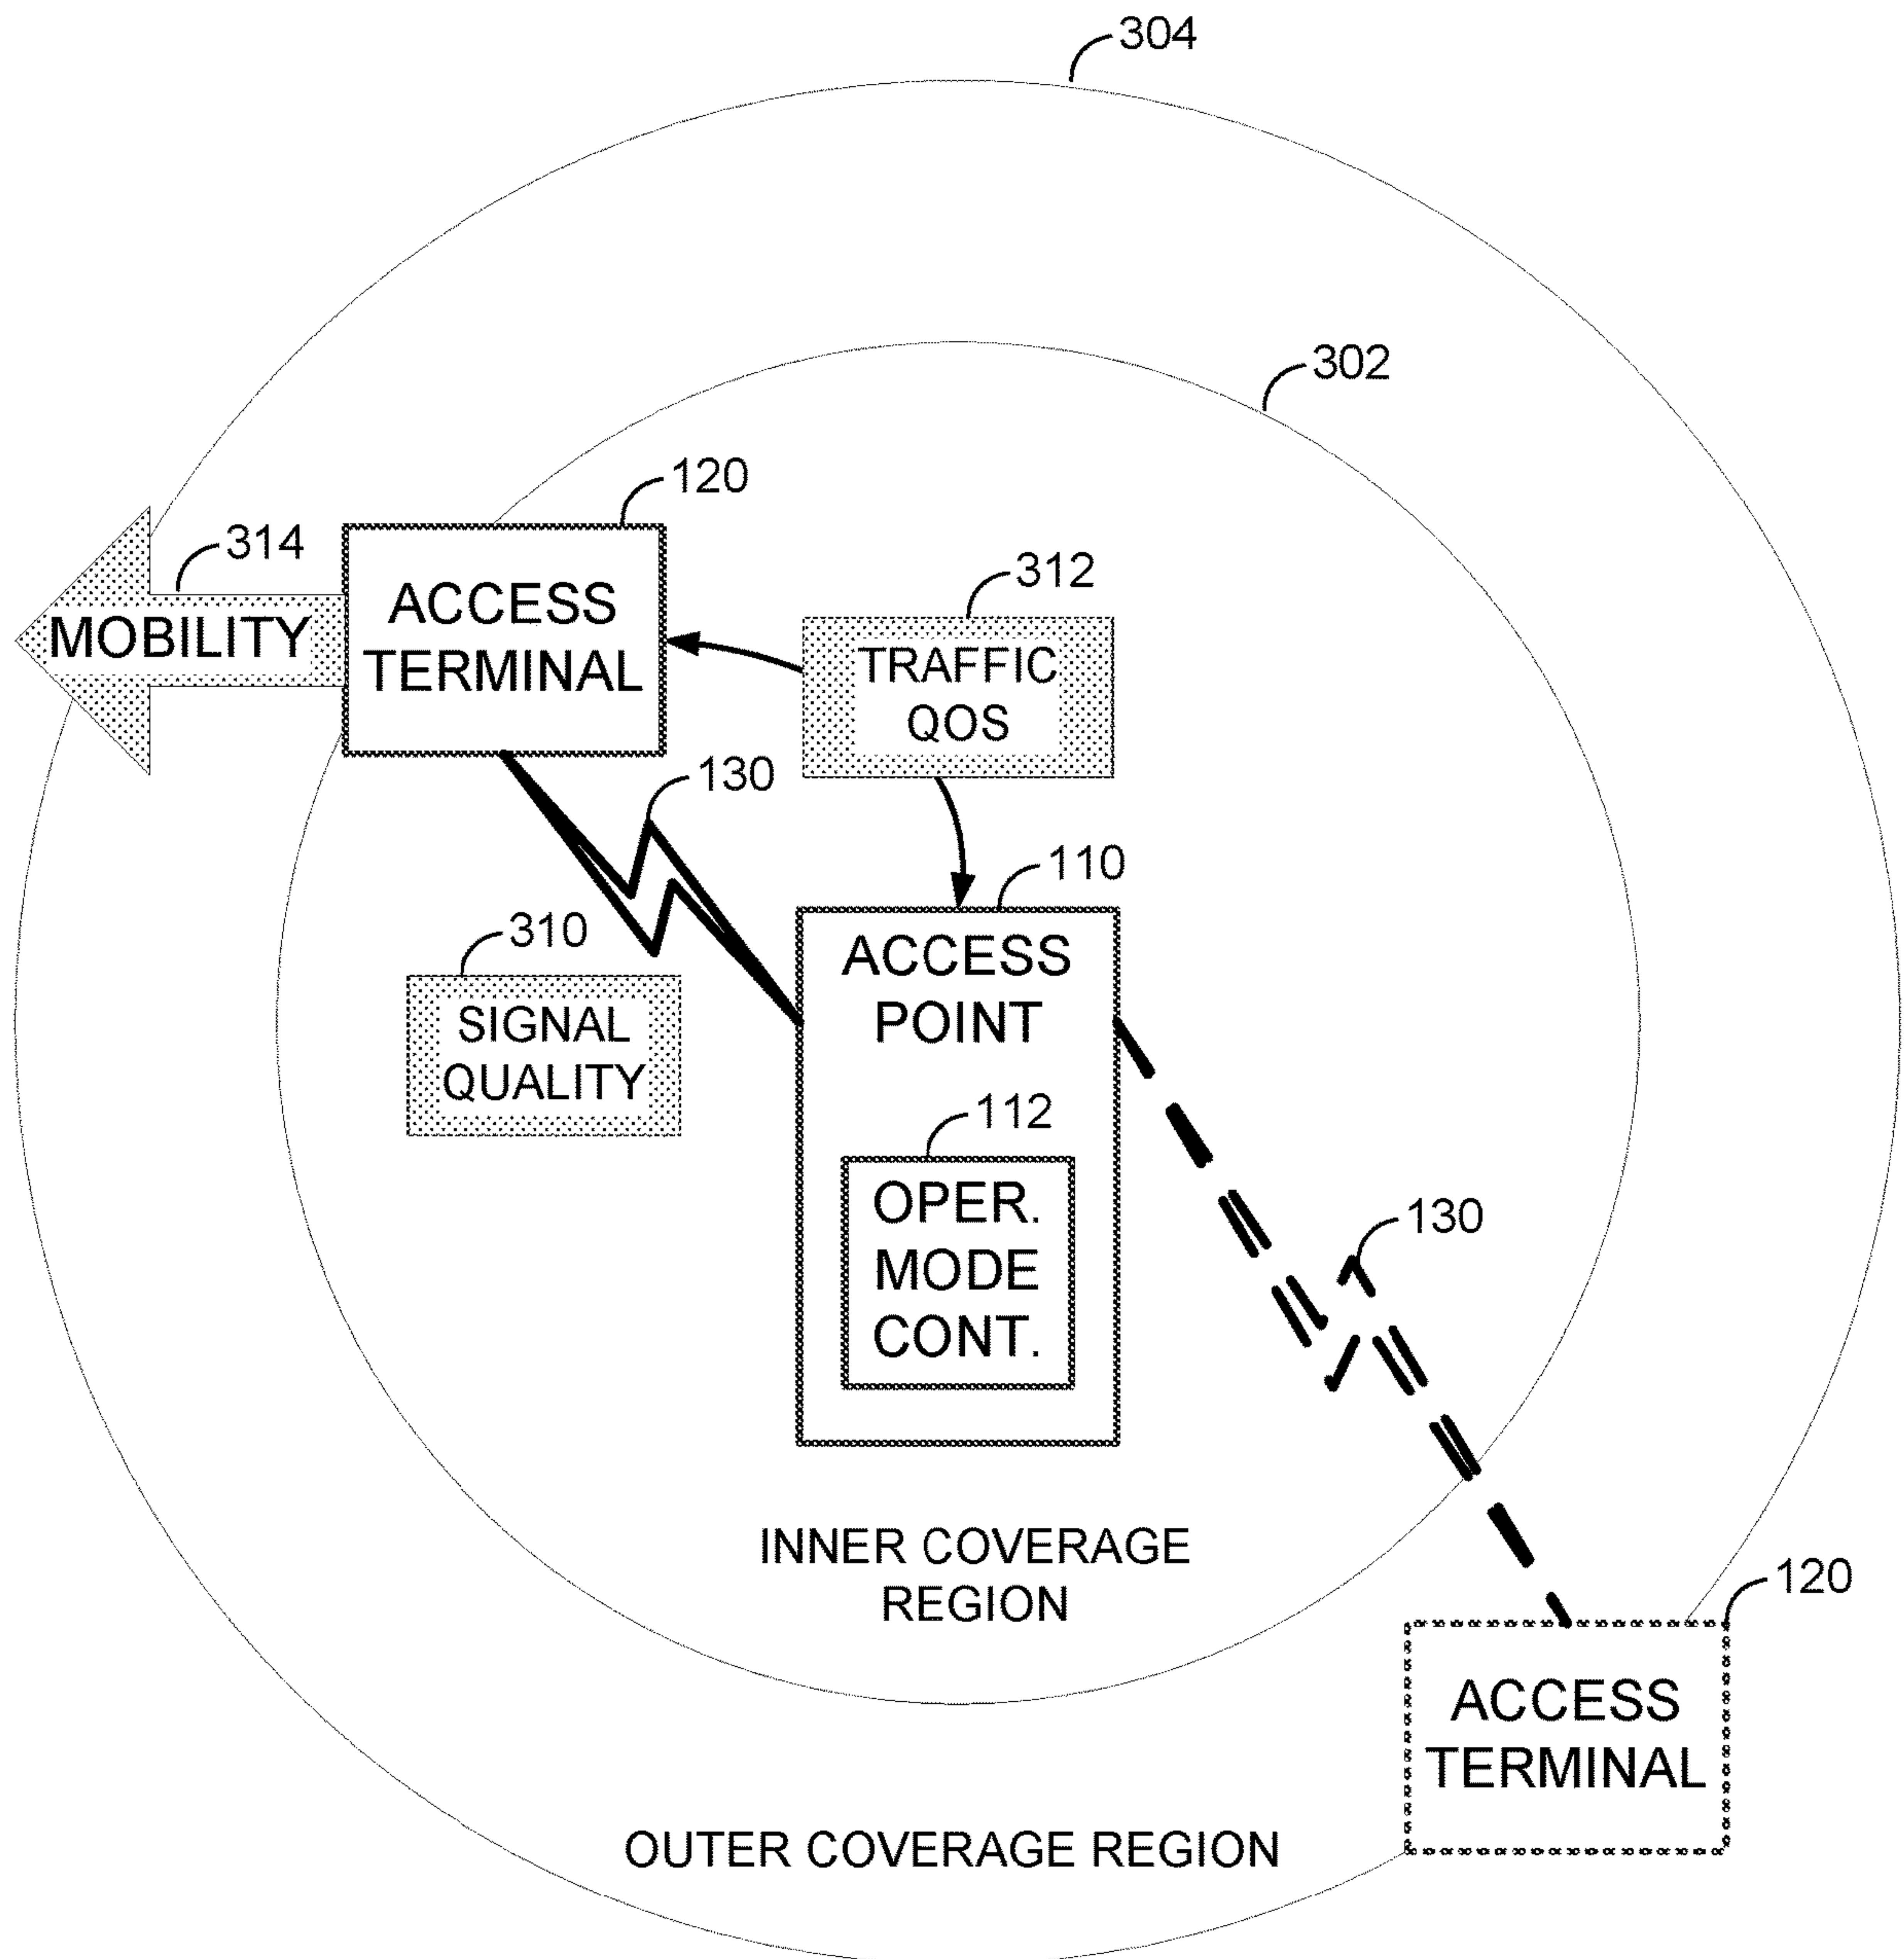 304
302
120
314
312
MOBILITY
ACCESS
TERMINAL
TRAFFIC
QOS
130
110
310
ACCESS
POINT
SIGNAL
QUALITY
112
OPER.
MODE
CONT.
130
INNER COVERAGE
REGION
120
ACCESS
TERMINAL
OUTER COVERAGE REGION